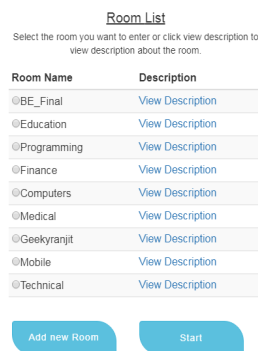 Room List
Select the room you want to enter or click view description to
view description about the room.
Room Name Description
BE_Final View Description
Education View Description
Programming View Description
Finance View Description
Computers View Description
Medical View Description
Geekyranjit View Description
Mobile View Description
Technical View Description
Add new Room Start